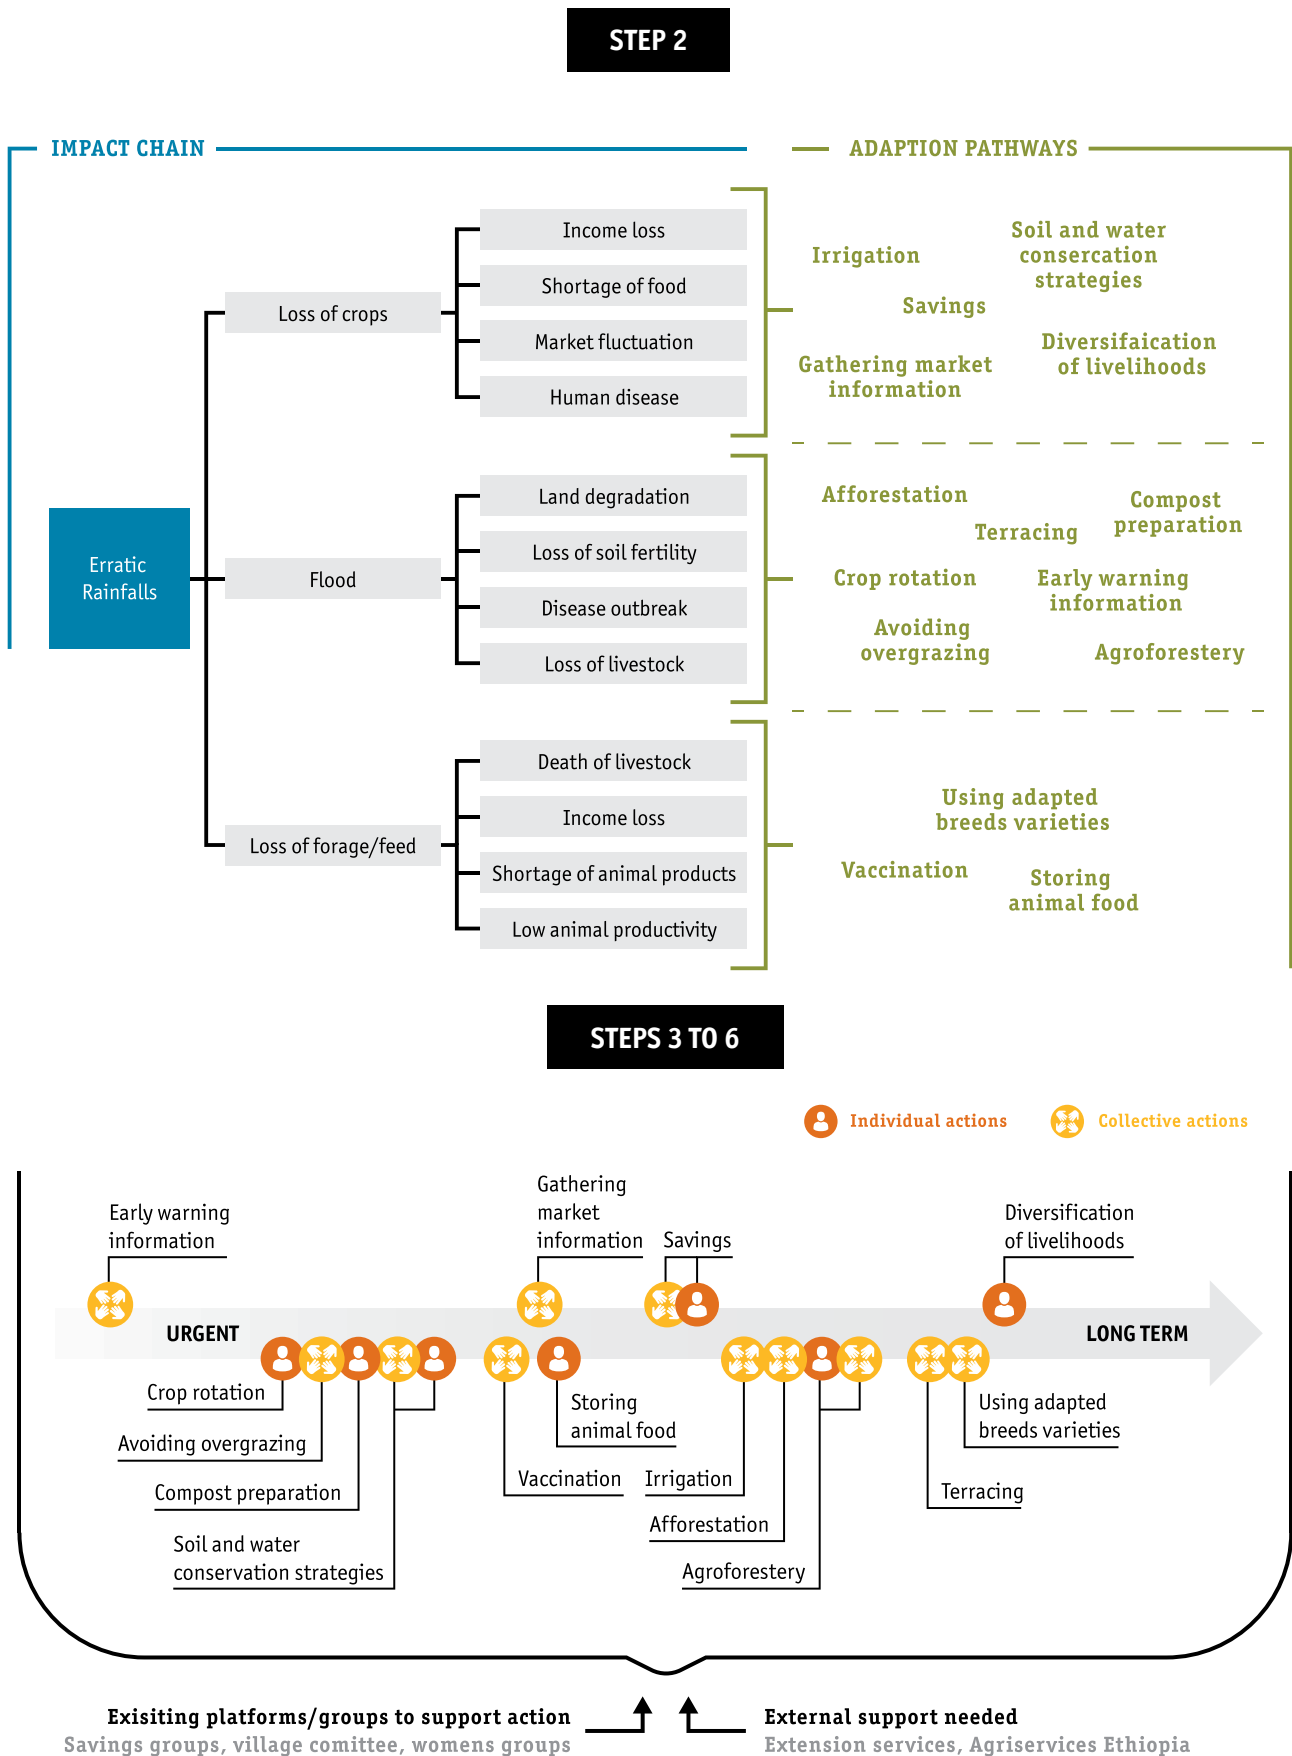 STEP 2
IMPACT CHAIN
ADAPTION PATHWAYS
Erratic
Rainfalls
Loss of crops
Income loss
Shortage of food
Market fluctuation
Human disease
Irrigation
Soil and water
consercation
strategies
Savings
Gathering market
information
Diversifaication
of livelihoods
Flood
Land degradation
Loss of soil fertility
Disease outbreak
Loss of livestock
Afforestation
Compost
preparation
Terracing
Crop rotation
Early warning
information
Avoiding
overgrazing
Agroforestery
Loss of forage/feed
Death of livestock
Income loss
Shortage of animal products
Low animal productivity
Using adapted
breeds varieties
Vaccination
Storing
animal food
STEPS 3 TO 6
Individual actions
Collective actions
Early warning
information
Gathering
market
information
Savings
Diversification
of livelihoods
URGENT
LONG TERM
Crop rotation
Avoiding overgrazing
Compost preparation
Soil and water
conservation strategies
Storing
animal food
Vaccination
Irrigation
Afforestation
Agroforestery
Using adapted
breeds varieties
Terracing
Exisiting platforms/groups to support action
Savings groups, village comittee, womens groups
External support needed
Extension services, Agriservices Ethiopia